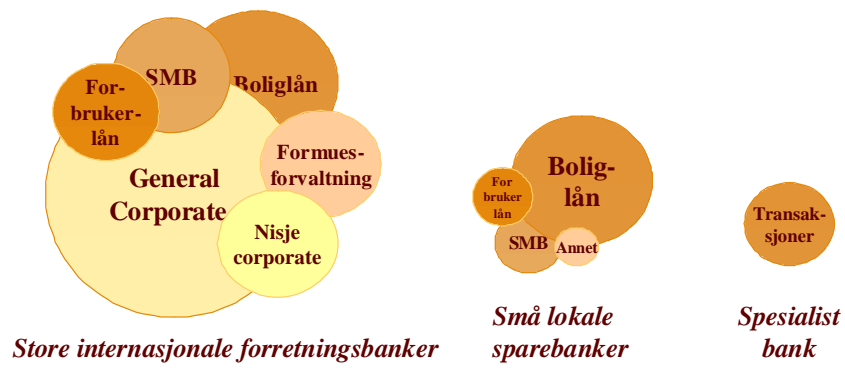 SMB
Boliglån
For-
bruker-
lån
Formues-
forvaltning
General
Corporate
Nisje
corporate
Store internasjonale forretningsbanker
Bolig-
lån
For
bruker
lån
SMB
Annet
Små lokale
sparebanker
Transak-
sjoner
Spesialist
bank